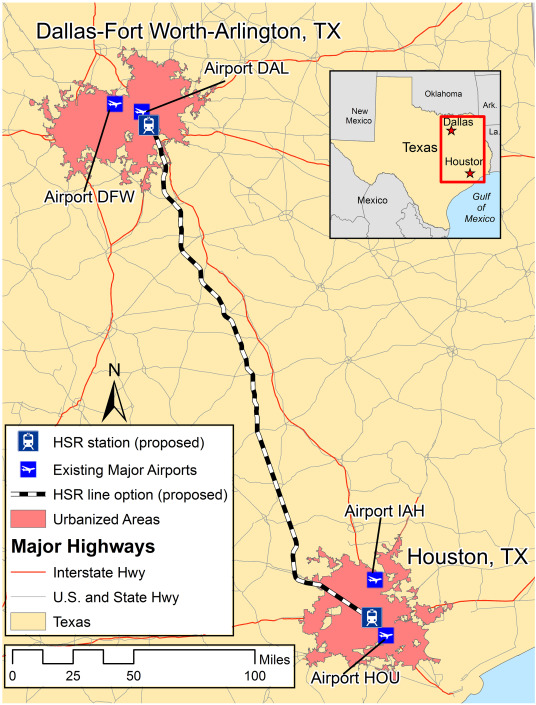 Dallas-Fort Worth-Arlington, TX
Airport DAL
Airport DFW
Oklahoma
New
Mexico
Ark.
Dallas
La.
Texas
Houstor
Mexico
Gulf
of
Mexico
N
HSR station (proposed)
Existing Major Airports
HSR line option (proposed)
Urbanized Areas
Major Highways
Interstate Hwy
U.S. and State Hwy
Texas
Miles
0 25 50 100
Airport IAH
Houston, TX
Airport HOU